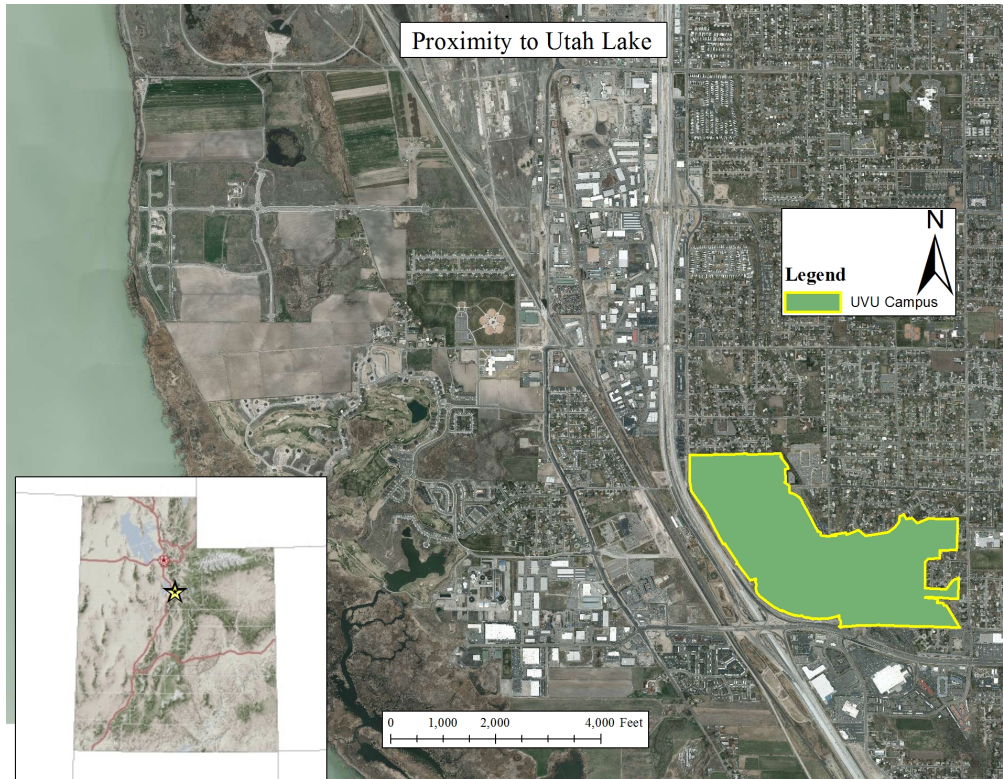 Proximity to Utah Lake
N
Legend
UVU Campus
0 1,000 2,000 4,000 Feet